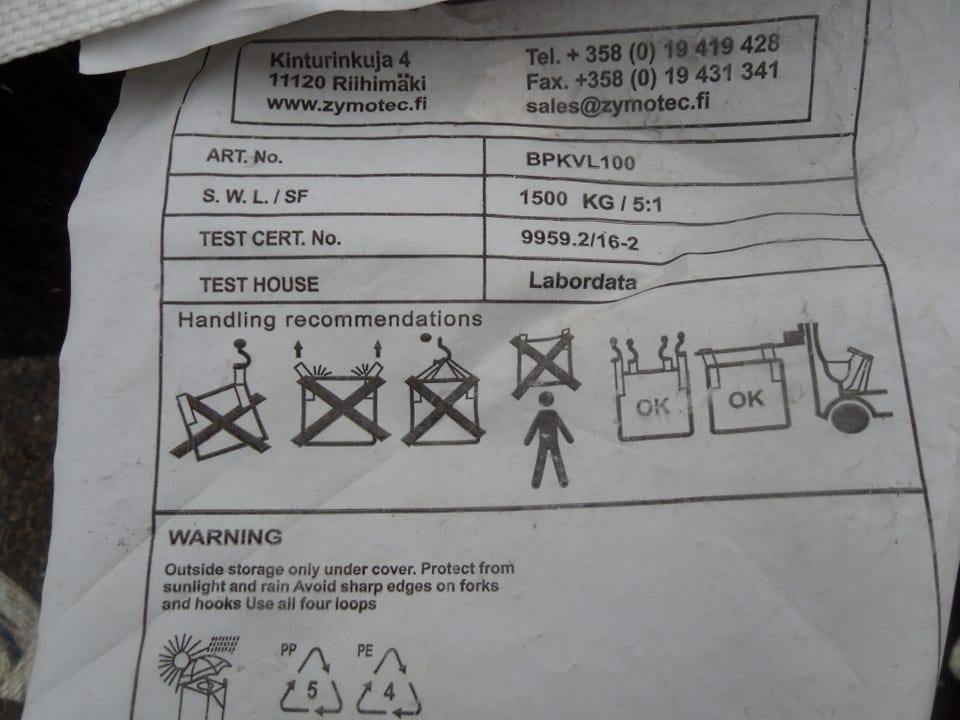 Kinturinkuja 4
11120 Riihimäki
www.zymotec.fi
Tel. + 358 (0) 19 419 428
Fax. +358 (0) 19 431 341
sales@zymotec.fi
ART. No. BPKVL100
S. W. L. / SF 1500 KG / 5:1
TEST CERT. No. 9959.2/16-2
TEST HOUSE Labordata
Handling recommendations
OK OK
WARNING
Outside storage only under cover. Protect from
sunlight and rain Avoid sharp edges on forks
and hooks Use all four loops
PP PE
5 4